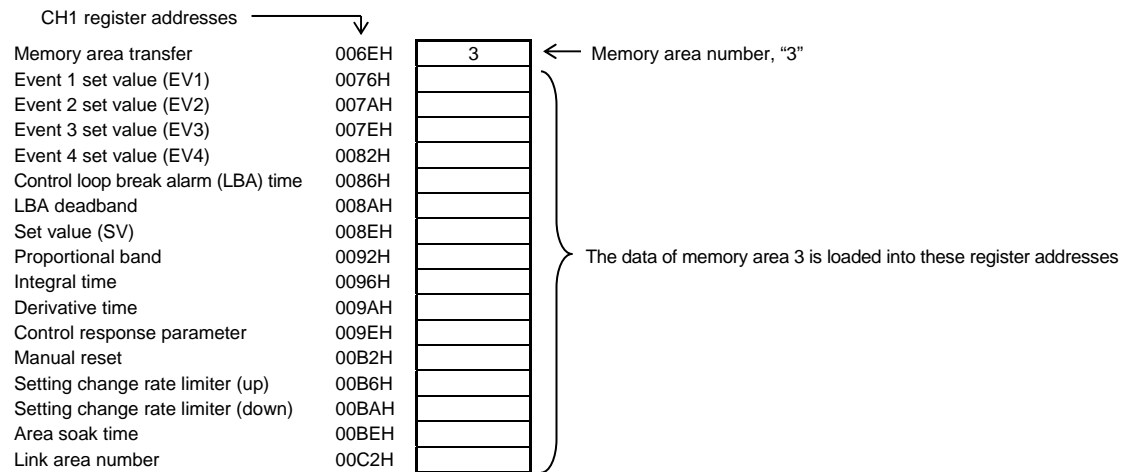 CH1 register addresses
Memory area transfer 006EH 3 Memory area number, “3”
Event 1 set value (EV1) 0076H
Event 2 set value (EV2) 007AH
Event 3 set value (EV3) 007EH
Event 4 set value (EV4) 0082H
Control loop break alarm (LBA) time 0086H
LBA deadband 008AH
Set value (SV) 008EH
Proportional band 0092H The data of memory area 3 is loaded into these register addresses
Integral time 0096H
Derivative time 009AH
Control response parameter 009EH
Manual reset 00B2H
Setting change rate limiter (up) 00B6H
Setting change rate limiter (down) 00BAH
Area soak time 00BEH
Link area number 00C2H